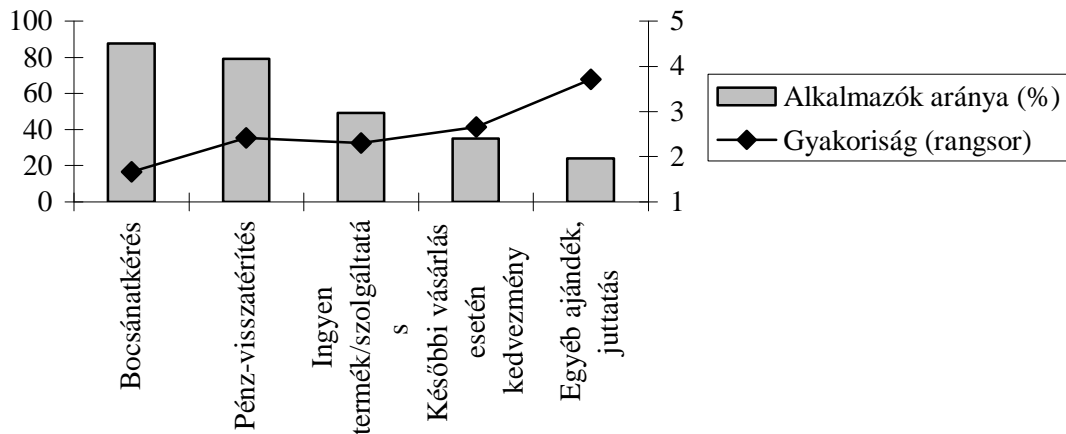 100
80
60
40
20
0
5
4
3
2
1
Alkalmazók aránya (%)
Gyakoriság (rangsor)
Bocsánatkérés
Pénz-visszatérítés
Ingyen
termék/szolgáltatá
s
Későbbi vásárlás
esetén
kedvezmény
Egyéb ajándék,
juttatás